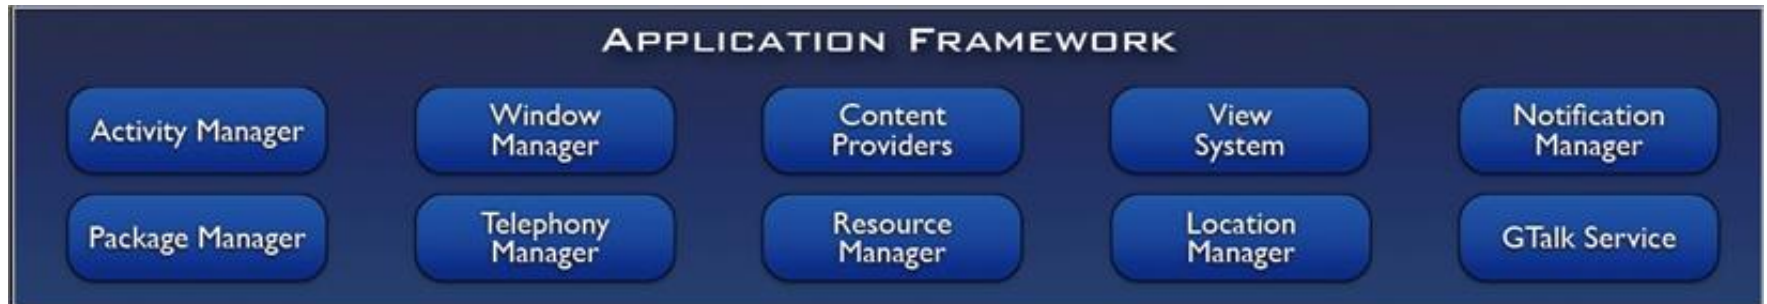 APPLICATION FRAMEWORK
Activity Manager
Window
Manager
Content
Providers
View
System
Notification
Manager
Package Manager
Telephony
Manager
Resource
Manager
Location
Manager
GTalk Service